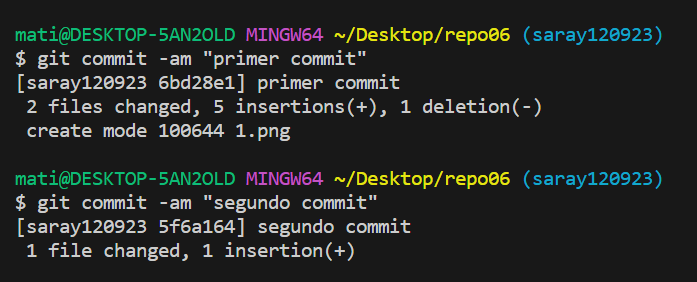 mati@DESKTOP-5AN2OLD MINGW64 ~/Desktop/repo06 (saray120923)
$ git commit -am "primer commit"
[saray120923 6bd28e1] primer commit
 2 files changed, 5 insertions(+), 1 deletion(-)
 create mode 100644 1.png
mati@DESKTOP-5AN2OLD MINGW64 ~/Desktop/repo06 (saray120923)
$ git commit -am "segundo commit"
[saray120923 5f6a164] segundo commit
 1 file changed, 1 insertion(+)